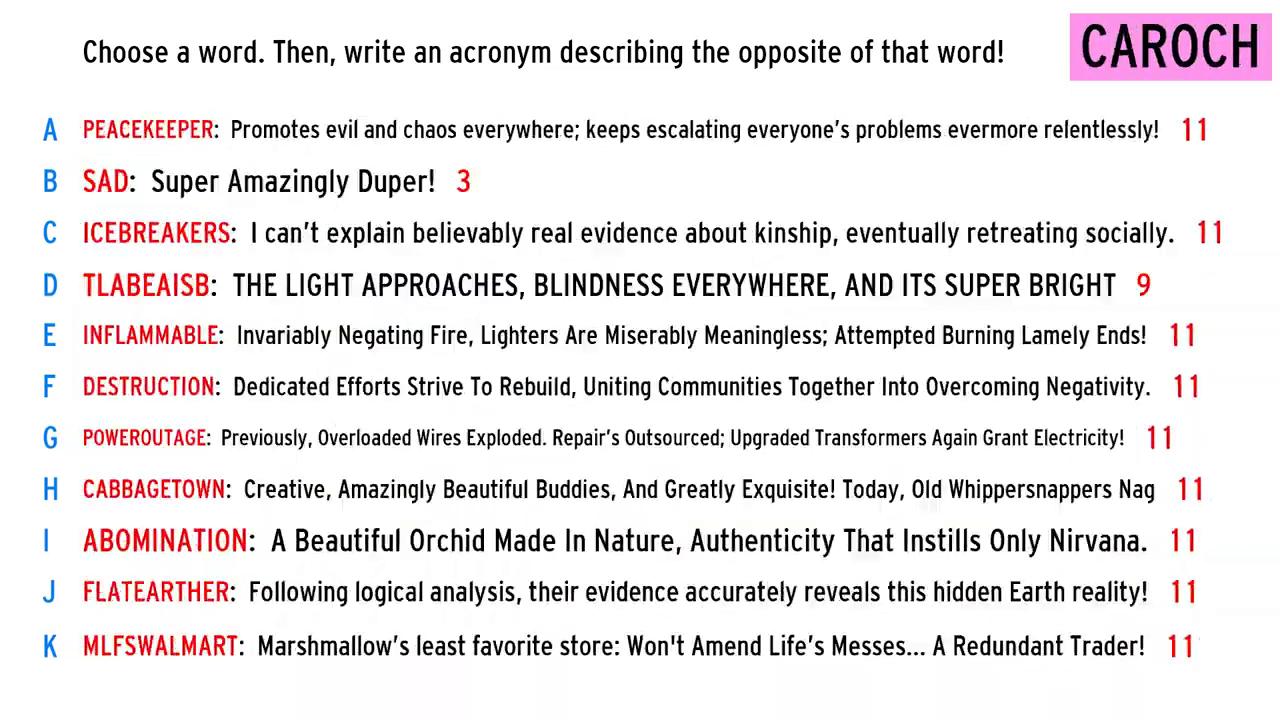 Choose a word. Then, write an acronym describing the opposite of that word!
CAROCH
A PEACEKEEPER: Promotes evil and chaos everywhere; keeps escalating everyone's problems evermore relentlessly! 11
B SAD: Super Amazingly Duper! 3
C ICEBREAKERS: I can't explain believably real evidence about kinship, eventually retreating socially. 11
D TLABEAISB: THE LIGHT APPROACHES, BLINDNESS EVERYWHERE, AND ITS SUPER BRIGHT 9
E INFLAMMABLE: Invariably Negating Fire, Lighters Are Miserably Meaningless; Attempted Burning Lamely Ends! 11
F DESTRUCTION: Dedicated Efforts Strive To Rebuild, Uniting Communities Together Into Overcoming Negativity. 11
G POWEROUTAGE: Previously, Overloaded Wires Exploded. Repair's Outsourced; Upgraded Transformers Again Grant Electricity! 11
H CABBAGETOWN: Creative, Amazingly Beautiful Buddies, And Greatly Exquisite! Today, Old Whippersnappers Nag 11
I ABOMINATION: A Beautiful Orchid Made In Nature, Authenticity That Instills Only Nirvana. 11
J FLATEARTHER: Following logical analysis, their evidence accurately reveals this hidden Earth reality! 11
K MLFSWALMART: Marshmallow's least favorite store: Won't Amend Life's Messes... A Redundant Trader! 11